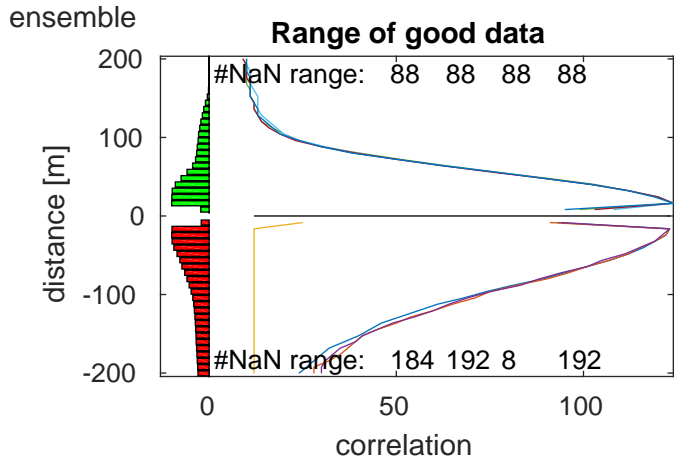 ensemble
Range of good data
200
#NaN range: 88 88 88 88
100
0
-100
-200
#NaN range: 184 192 8 192
distance [m]
0 50 100
correlation